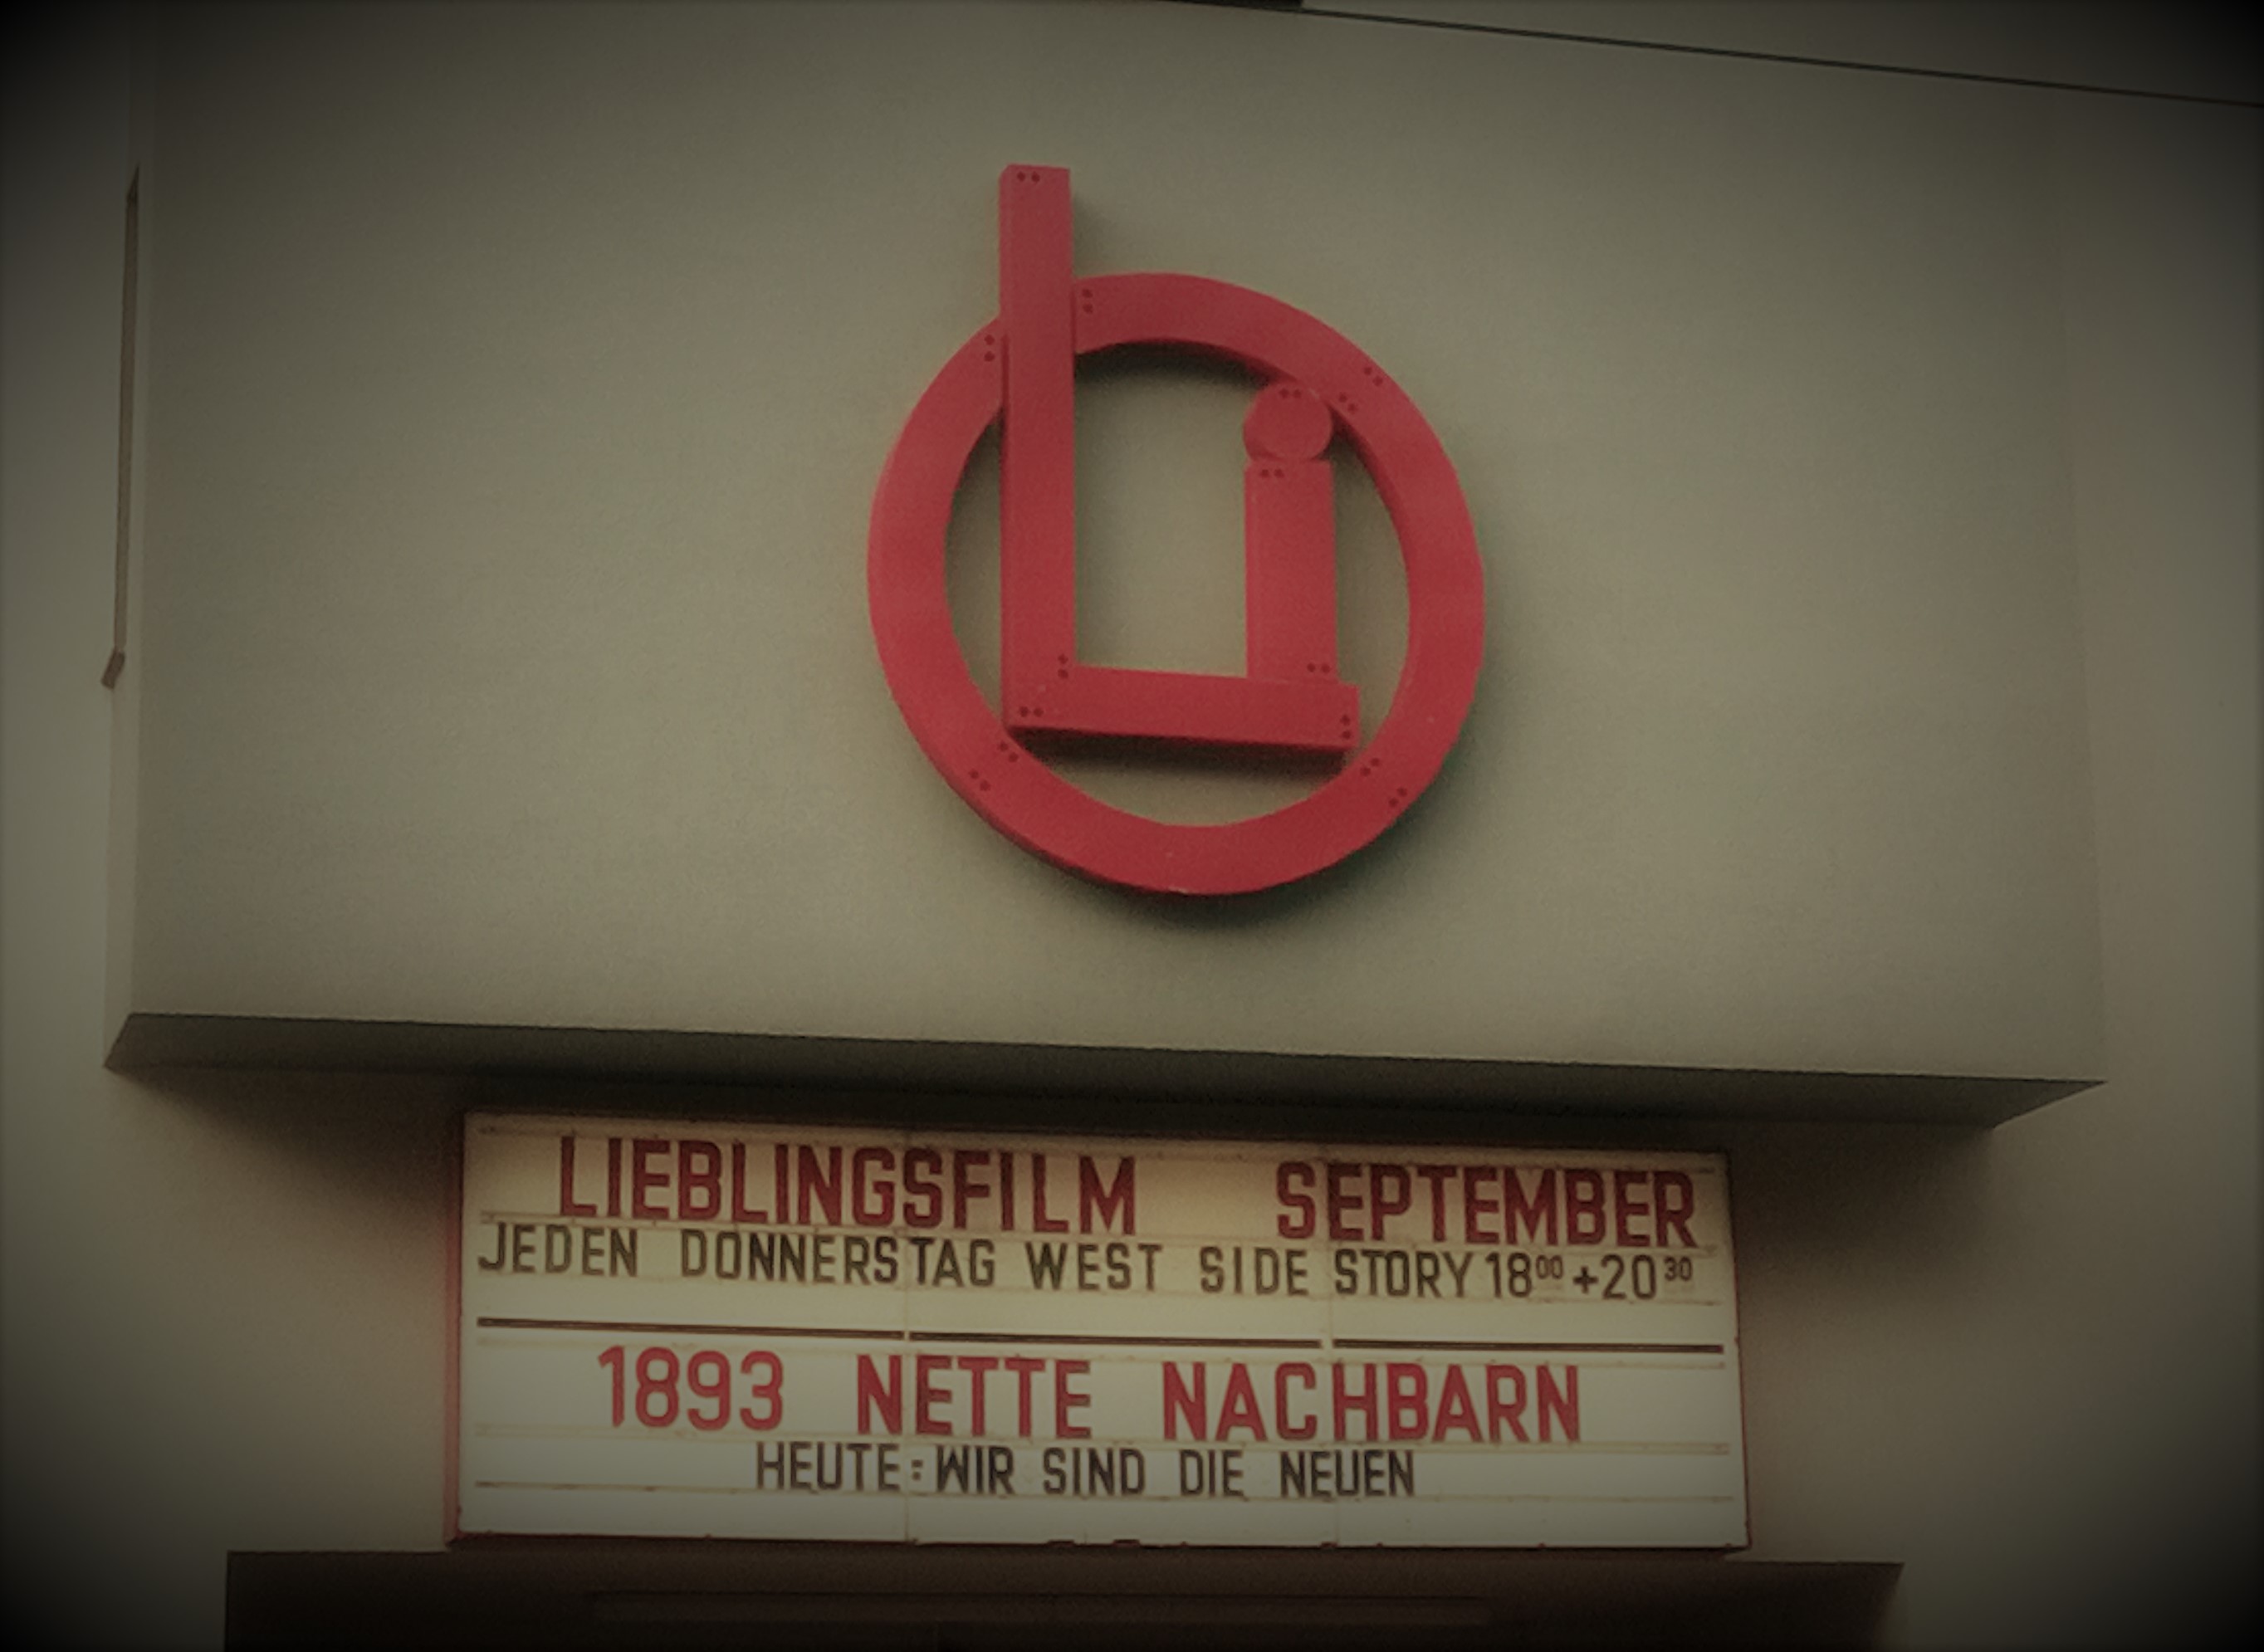 Li
LIEBLINGSFILM SEPTEMBER
JEDEN DONNERSTAG WEST SIDE STORY 18⁰⁰ + 20³⁰
1893 NETTE NACHBARN
HEUTE: WIR SIND DIE NEUEN